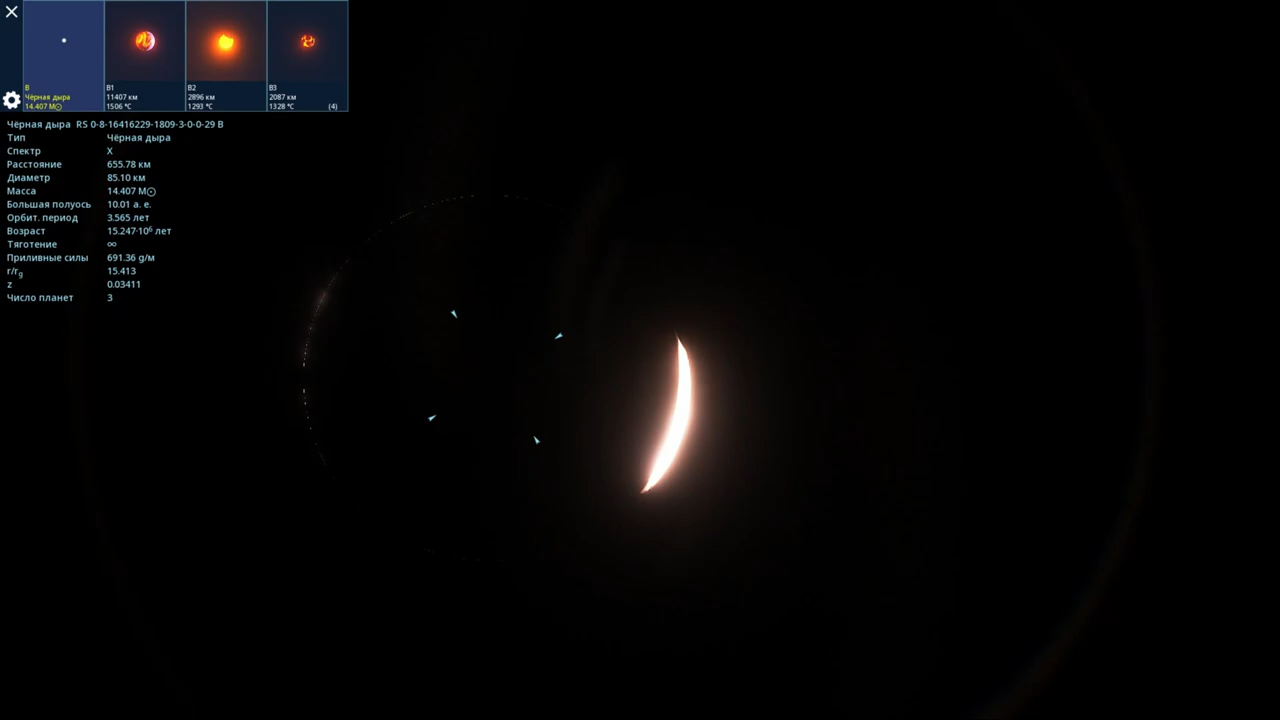 B
Чёрная дыра
14.407 M☉
B1
11407 км
1506 °C
B2
2896 км
1293 °C
B3
2087 км
1328 °C (4)
Чёрная дыра RS 0-8-16416229-1809-3-0-0-29 B
Тип Чёрная дыра
Спектр X
Расстояние 655.78 км
Диаметр 85.10 км
Масса 14.407 M☉
Большая полуось 10.01 а. е.
Орбит. период 3.565 лет
Возраст 15.247·10⁶ лет
Тяготение ∞
Приливные силы 691.36 g/м
r/rg 15.413
z 0.03411
Число планет 3